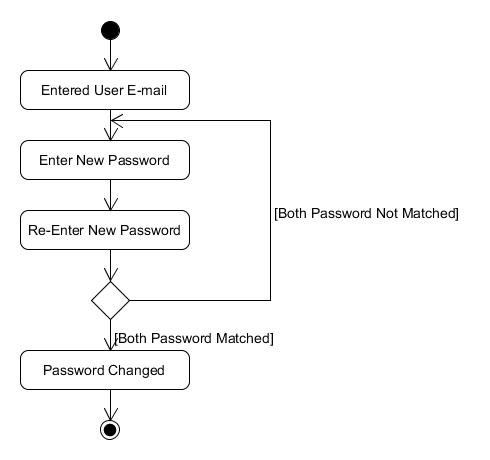 Entered User E-mail
Enter New Password
[Both Password Not Matched]
Re-Enter New Password
[Both Password Matched]
Password Changed